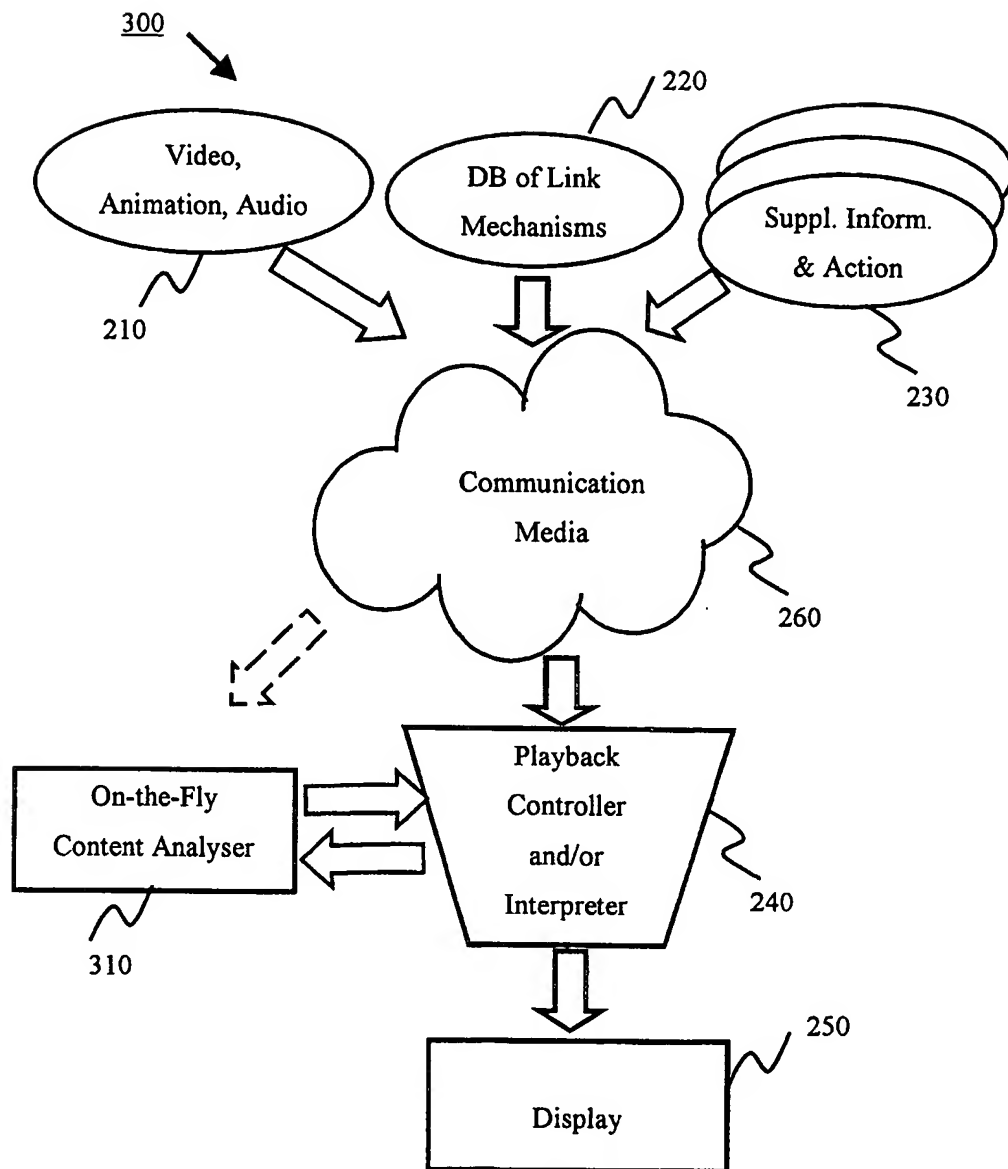 300
220
Video,
Animation, Audio
DB of Link
Mechanisms
Suppl. Inform.
& Action
210
230
Communication
Media
260
On-the-Fly
Content Analyser
Playback
Controller
and/or
Interpreter
240
310
250
Display